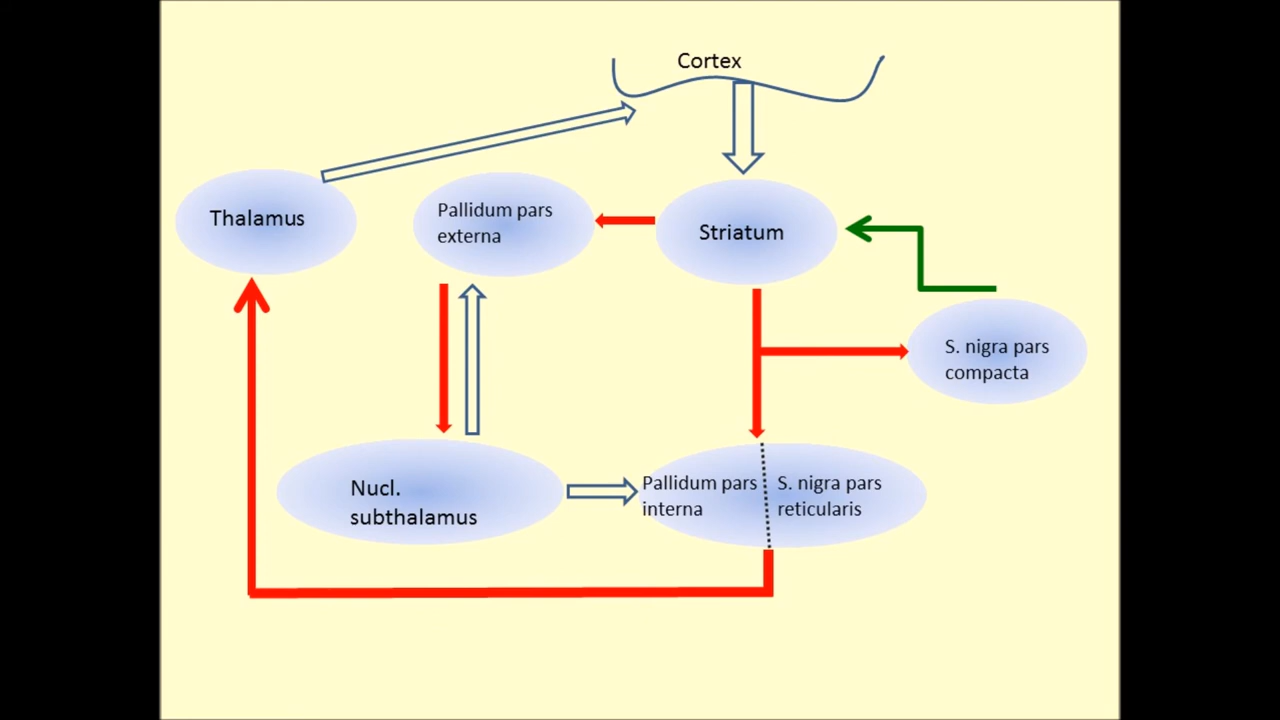 Cortex
Thalamus
Pallidum pars
externa
Striatum
S. nigra pars
compacta
Nucl.
subthalamus
Pallidum pars
interna
S. nigra pars
reticularis